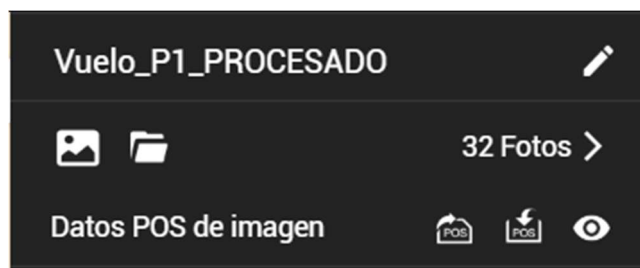 Vuelo_P1_PROCESADO
32 Fotos
Datos POS de imagen POS POS